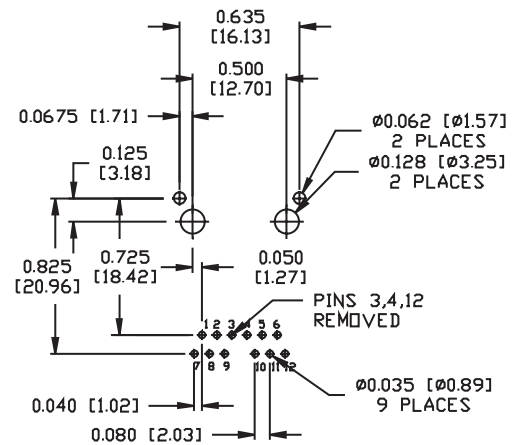 0.635
[16.13]
0.500
[12.70]
0.0675 [1.71]
Ø0.062 [Ø1.57]
2 PLACES
0.125
[3.18]
Ø0.128 [Ø3.25]
2 PLACES
0.725
[18.42]
0.050
[1.27]
0.825
[20.96]
PINS 3,4,12
REMOVED
1 2 3 4 5 6
7 8 9 10 11 12
Ø0.035 [Ø0.89]
9 PLACES
0.040 [1.02]
0.080 [2.03]